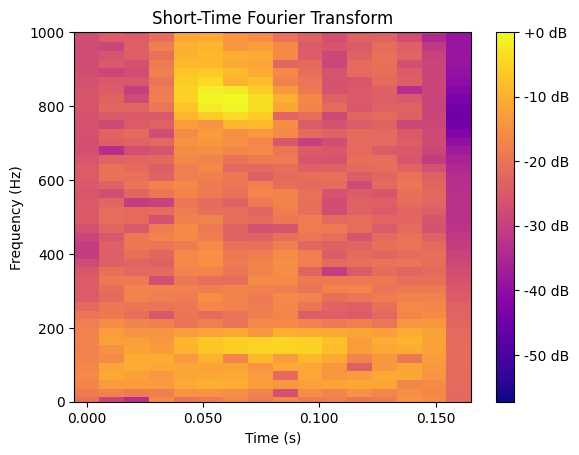 Short-Time Fourier Transform
1000
800
600
400
200
0
Frequency (Hz)
0.000
0.050
0.100
0.150
Time (s)
+0 dB
-10 dB
-20 dB
-30 dB
-40 dB
-50 dB